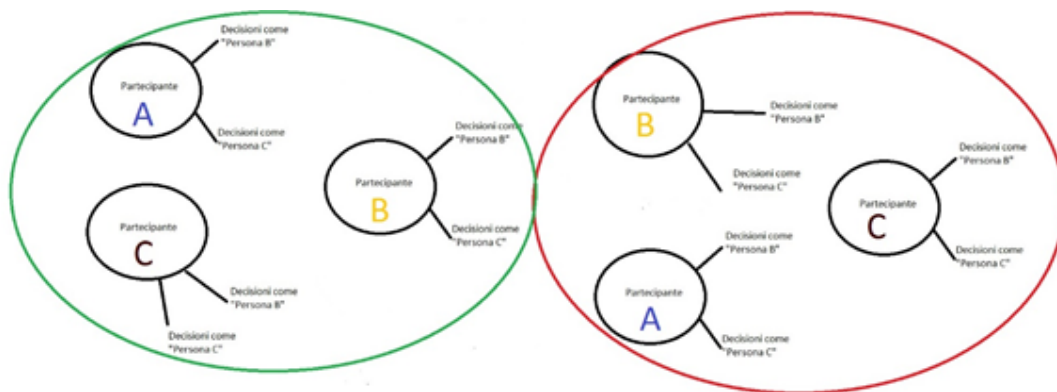 Decisioni come
"Persona B"
Partecipante
A
Decisioni come
"Persona C"
Decisioni come
"Persona B"
Partecipante
B
Decisioni come
"Persona C"
Partecipante
C
Decisioni come
"Persona B"
Decisioni come
"Persona C"
Partecipante
B
Decisioni come
"Persona B"
Decisioni come
"Persona C"
Decisioni come
"Persona B"
Partecipante
C
Decisioni come
"Persona C"
Decisioni come
"Persona B"
Partecipante
A
Decisioni come
"Persona C"